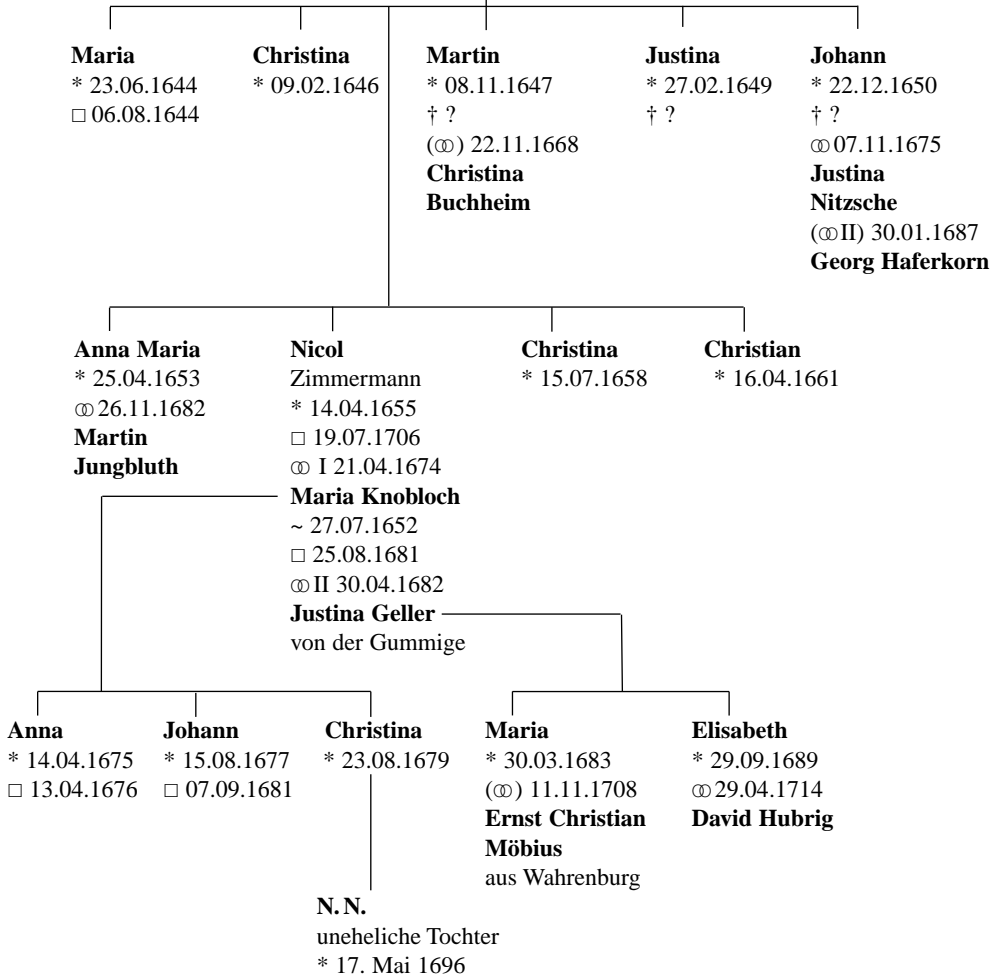 Maria
* 23.06.1644
□ 06.08.1644
Christina
* 09.02.1646
Martin
* 08.11.1647
† ?
(⚭) 22.11.1668
Christina
Buchheim
Justina
* 27.02.1649
† ?
Johann
* 22.12.1650
† ?
⚭ 07.11.1675
Justina
Nitzsche
(⚭ II) 30.01.1687
Georg Haferkorn
Anna Maria
* 25.04.1653
⚭ 26.11.1682
Martin
Jungbluth
Nicol
Zimmermann
* 14.04.1655
□ 19.07.1706
⚭ I 21.04.1674
Maria Knobloch
~ 27.07.1652
□ 25.08.1681
⚭ II 30.04.1682
Justina Geller
von der Gummige
Christina
* 15.07.1658
Christian
* 16.04.1661
Anna
* 14.04.1675
□ 13.04.1676
Johann
* 15.08.1677
□ 07.09.1681
Christina
* 23.08.1679
N. N.
uneheliche Tochter
* 17. Mai 1696
Maria
* 30.03.1683
(⚭) 11.11.1708
Ernst Christian
Möbius
aus Wahrenburg
Elisabeth
* 29.09.1689
⚭ 29.04.1714
David Hubrig